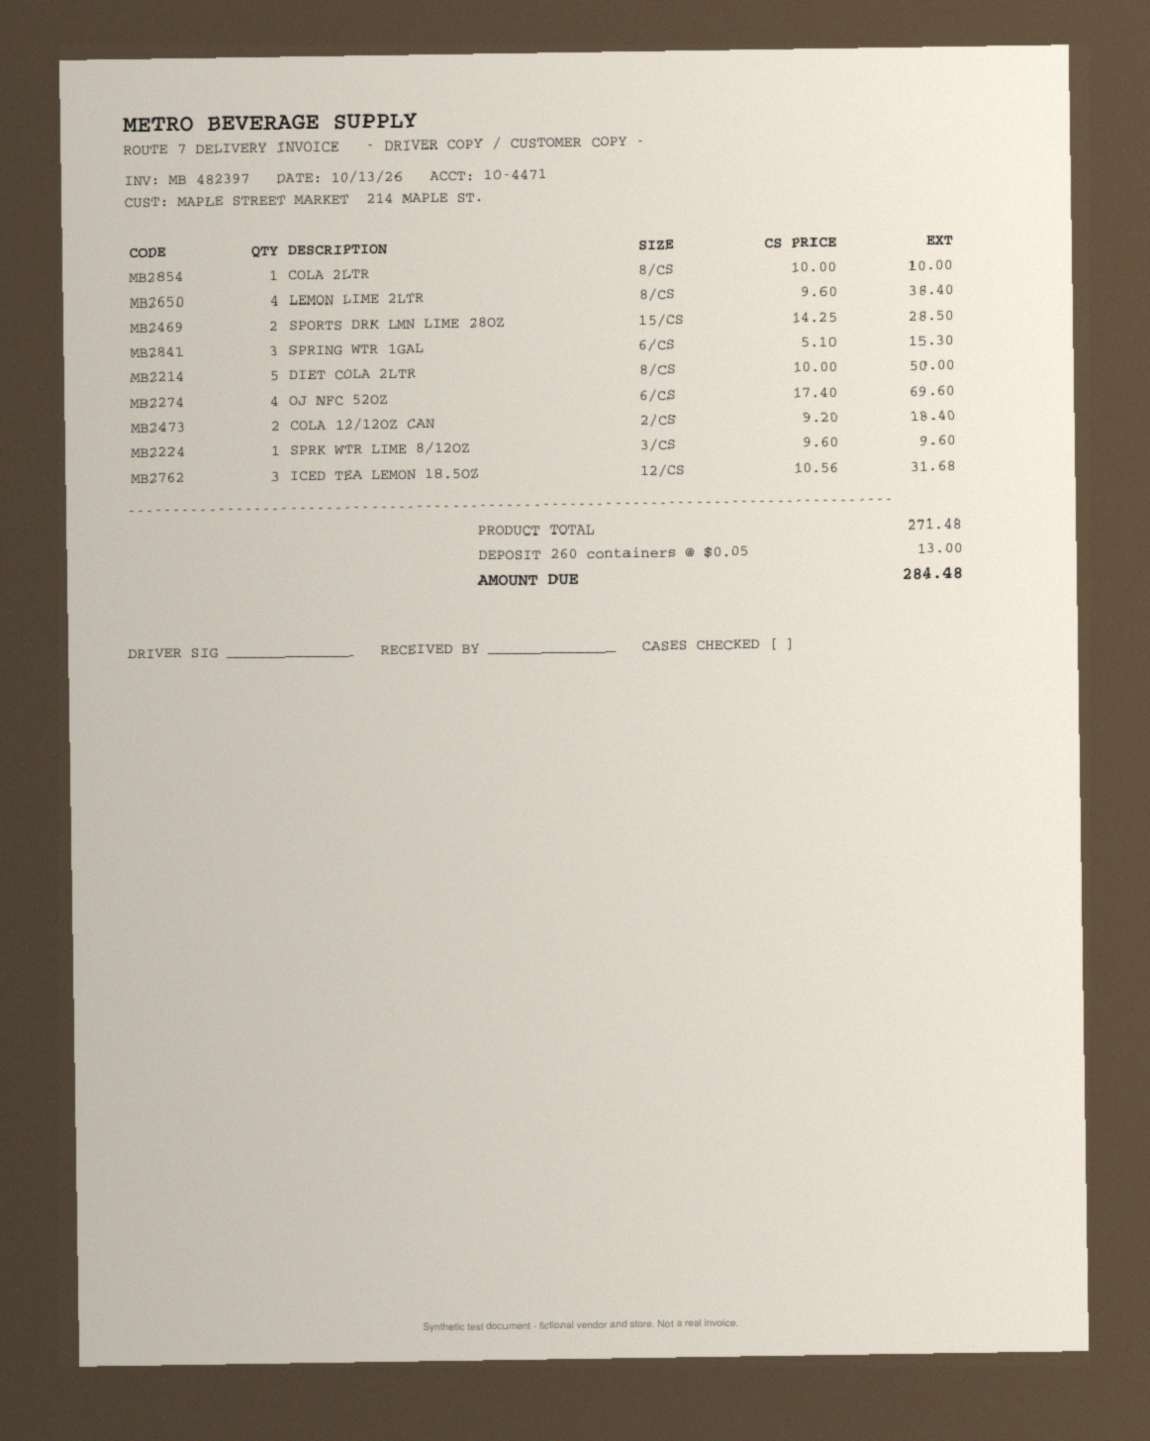 METRO BEVERAGE SUPPLY
ROUTE 7 DELIVERY INVOICE - DRIVER COPY / CUSTOMER COPY -
INV: MB 482397 DATE: 10/13/26 ACCT: 10-4471
CUST: MAPLE STREET MARKET 214 MAPLE ST.
CODE QTY DESCRIPTION SIZE CS PRICE EXT
MB2854 1 COLA 2LTR 8/CS 10.00 10.00
MB2650 4 LEMON LIME 2LTR 8/CS 9.60 38.40
MB2469 2 SPORTS DRK LMN LIME 28OZ 15/CS 14.25 28.50
MB2841 3 SPRING WTR 1GAL 6/CS 5.10 15.30
MB2214 5 DIET COLA 2LTR 8/CS 10.00 50.00
MB2274 4 OJ NFC 52OZ 6/CS 17.40 69.60
MB2473 2 COLA 12/12OZ CAN 2/CS 9.20 18.40
MB2224 1 SPRK WTR LIME 8/12OZ 3/CS 9.60 9.60
MB2762 3 ICED TEA LEMON 18.5OZ 12/CS 10.56 31.68
PRODUCT TOTAL 271.48
DEPOSIT 260 containers @ $0.05 13.00
AMOUNT DUE 284.48
DRIVER SIG ______________ RECEIVED BY ______________ CASES CHECKED [ ]
Synthetic test document - fictional vendor and store. Not a real invoice.